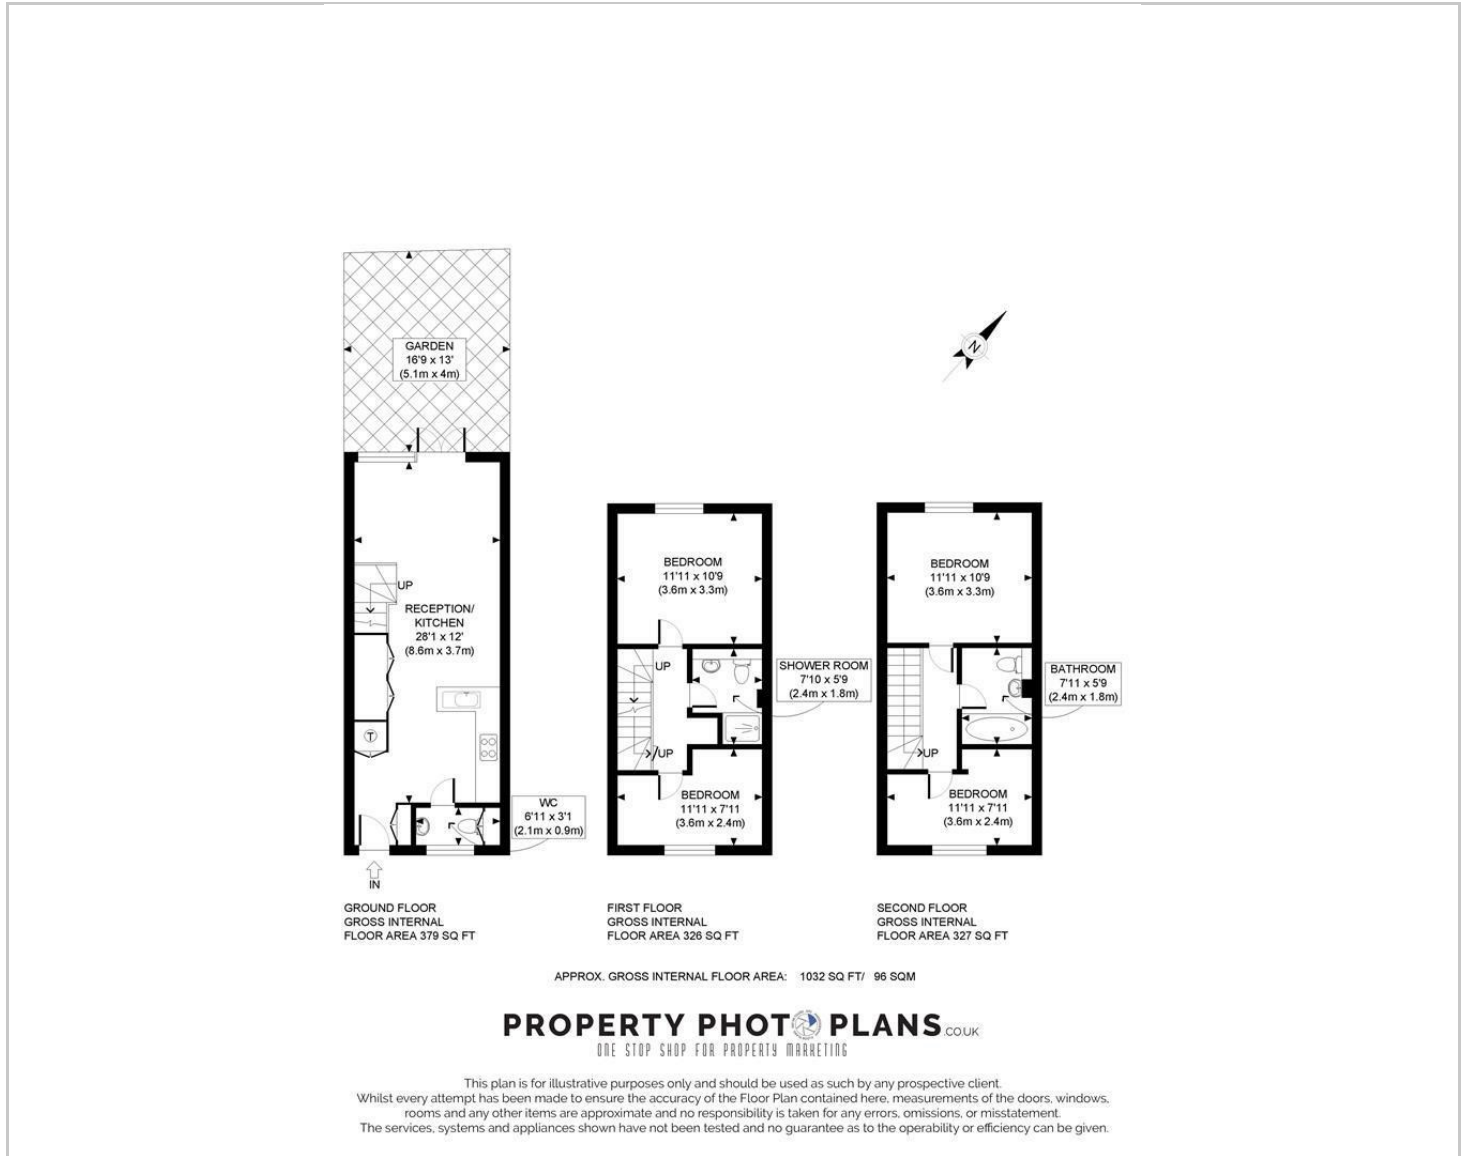 GARDEN
16'9 x 13'
(5.1m x 4m)
N
UP
RECEPTION/
KITCHEN
28'1 x 12'
(8.6m x 3.7m)
T
WC
6'11 x 3'1
(2.1m x 0.9m)
IN
GROUND FLOOR
GROSS INTERNAL
FLOOR AREA 379 SQ FT
BEDROOM
11'11 x 10'9
(3.6m x 3.3m)
UP
SHOWER ROOM
7'10 x 5'9
(2.4m x 1.8m)
UP
BEDROOM
11'11 x 7'11
(3.6m x 2.4m)
FIRST FLOOR
GROSS INTERNAL
FLOOR AREA 326 SQ FT
BEDROOM
11'11 x 10'9
(3.6m x 3.3m)
BATHROOM
7'11 x 5'9
(2.4m x 1.8m)
UP
BEDROOM
11'11 x 7'11
(3.6m x 2.4m)
SECOND FLOOR
GROSS INTERNAL
FLOOR AREA 327 SQ FT
APPROX. GROSS INTERNAL FLOOR AREA: 1032 SQ FT/ 96 SQM
PROPERTY PHOTO PLANS.CO.UK
ONE STOP SHOP FOR PROPERTY MARKETING
This plan is for illustrative purposes only and should be used as such by any prospective client.
Whilst every attempt has been made to ensure the accuracy of the Floor Plan contained here, measurements of the doors, windows,
rooms and any other items are approximate and no responsibility is taken for any errors, omissions, or misstatement.
The services, systems and appliances shown have not been tested and no guarantee as to the operability or efficiency can be given.